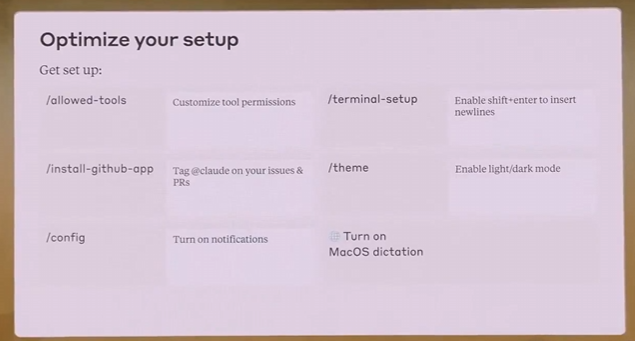 Optimize your setup
Get set up:
/allowed-tools
Customize tool permissions
/terminal-setup
Enable shift+enter to insert
newlines
/install-github-app
Tag @claude on your issues &
PRs
/theme
Enable light/dark mode
/config
Turn on notifications
Turn on
MacOS dictation